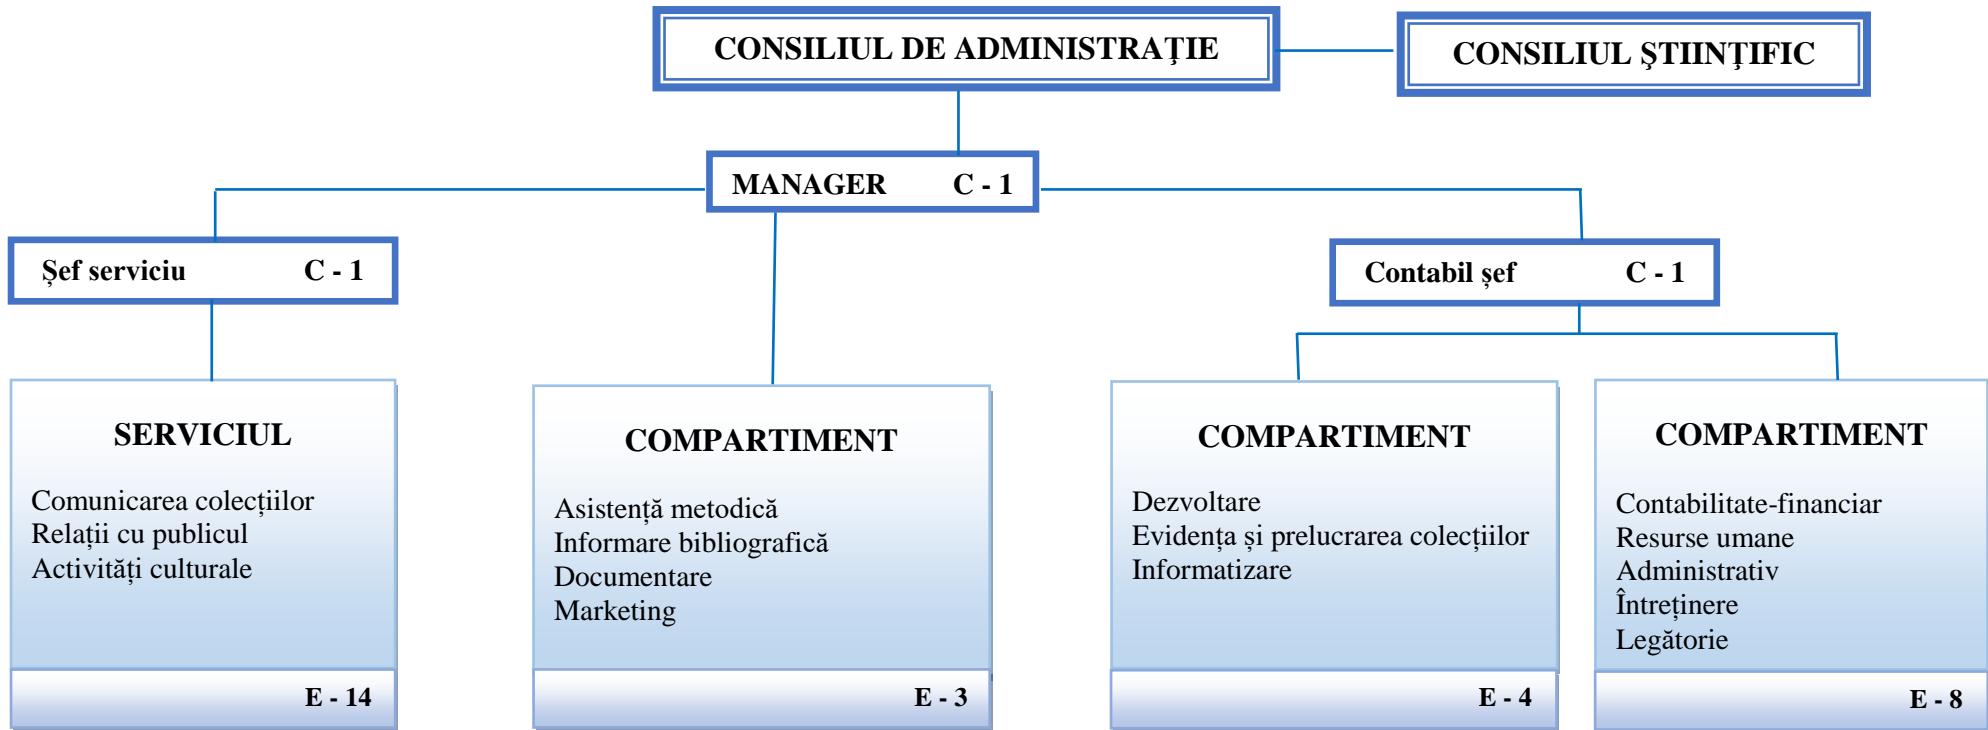 CONSILIUL DE ADMINISTRAŢIE
CONSILIUL ŞTIINŢIFIC
MANAGER C - 1
Șef serviciu C - 1
Contabil șef C - 1
SERVICIUL
Comunicarea colecțiilor
Relații cu publicul
Activități culturale
E - 14
COMPARTIMENT
Asistență metodică
Informare bibliografică
Documentare
Marketing
E - 3
COMPARTIMENT
Dezvoltare
Evidența și prelucrarea colecțiilor
Informatizare
E - 4
COMPARTIMENT
Contabilitate-financiar
Resurse umane
Administrativ
Întreținere
Legătorie
E - 8